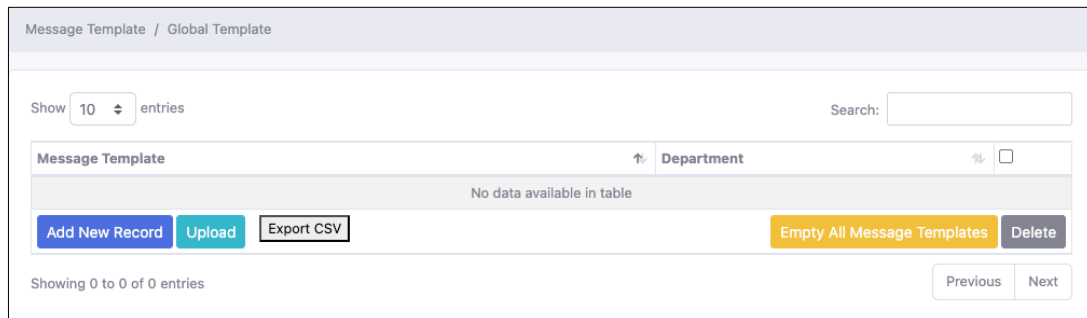 Message Template / Global Template
Show 10 entries Search:
Message Template Department
No data available in table
Add New Record Upload Export CSV Empty All Message Templates Delete
Showing 0 to 0 of 0 entries Previous Next